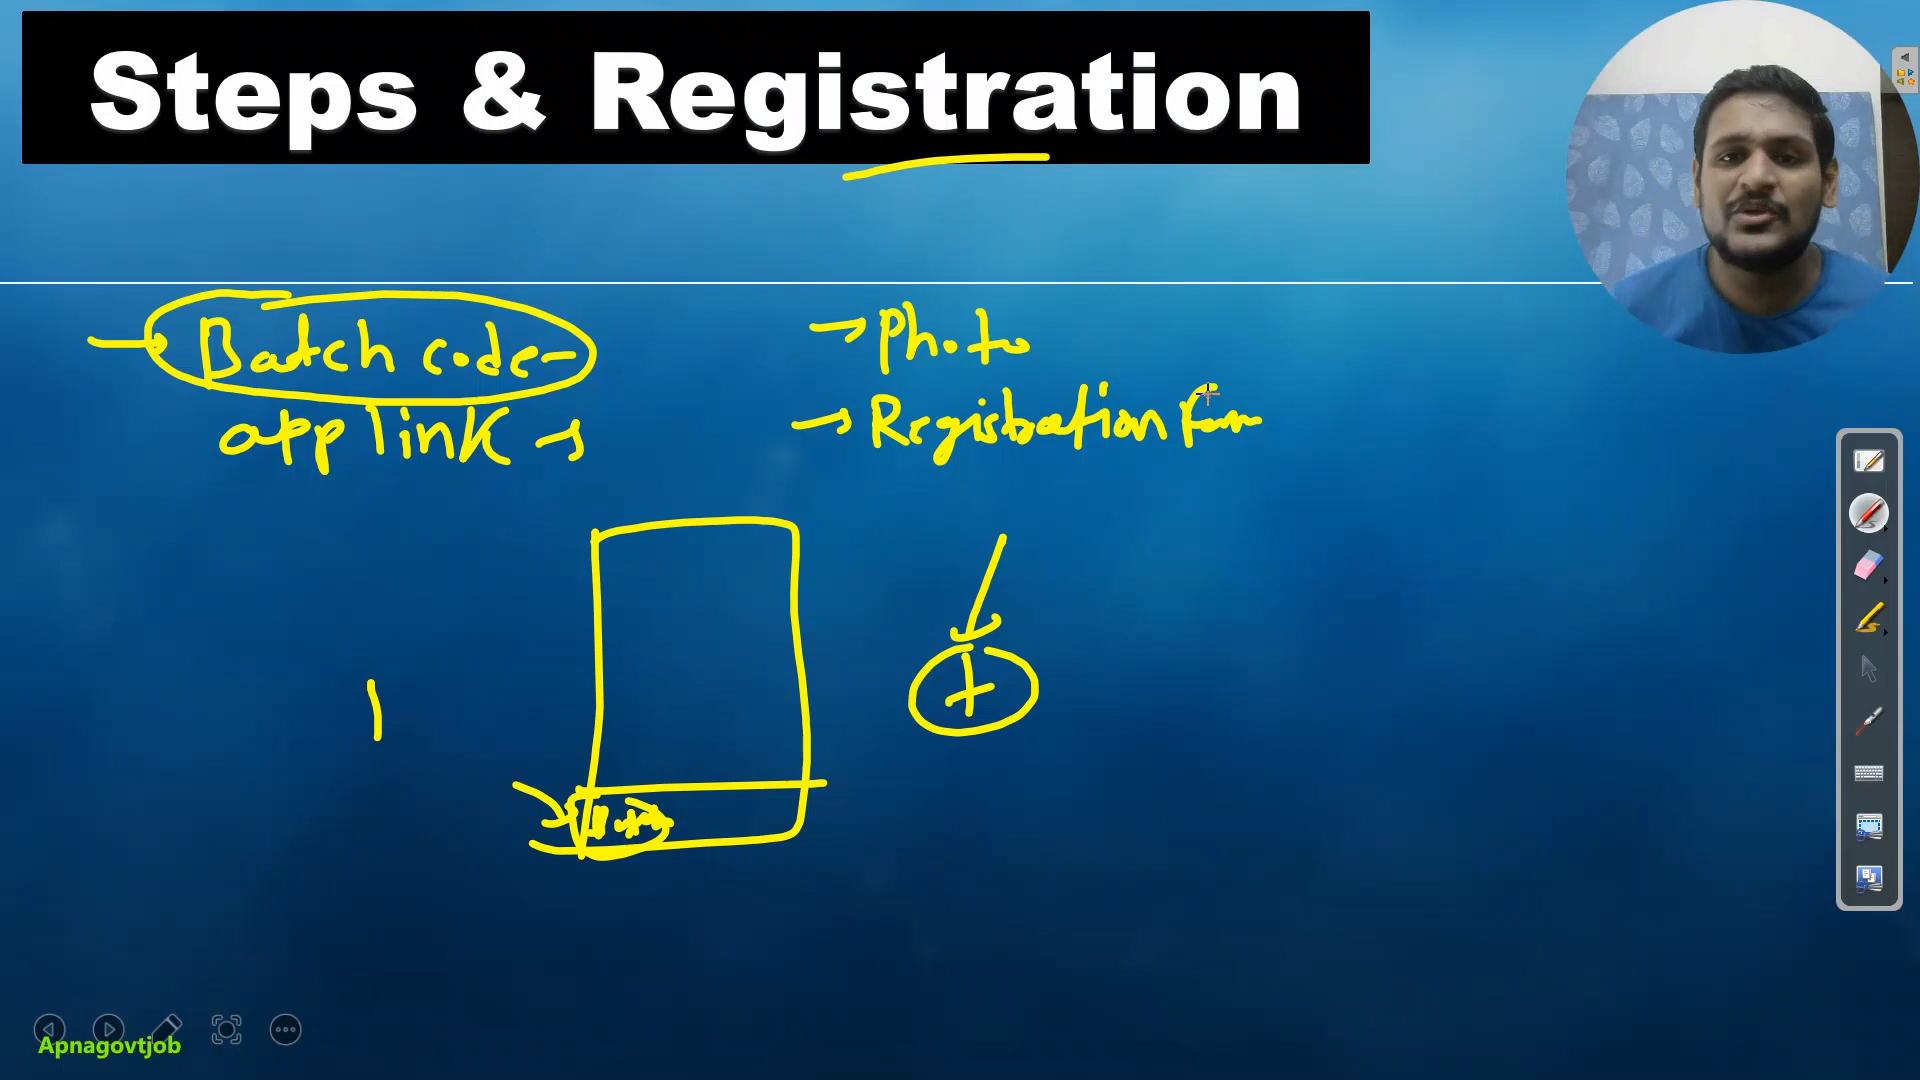 Steps & Registration
Batch code-
app link
Photo
Registration Form
Apnagovtjob